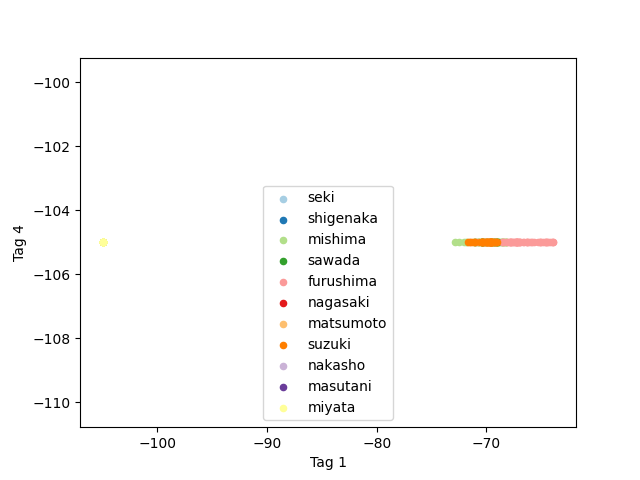 −100
−102
−104
−106
−108
−110
Tag 4
seki
shigenaka
mishima
sawada
furushima
nagasaki
matsumoto
suzuki
nakasho
masutani
miyata
−100
−90
−80
−70
Tag 1